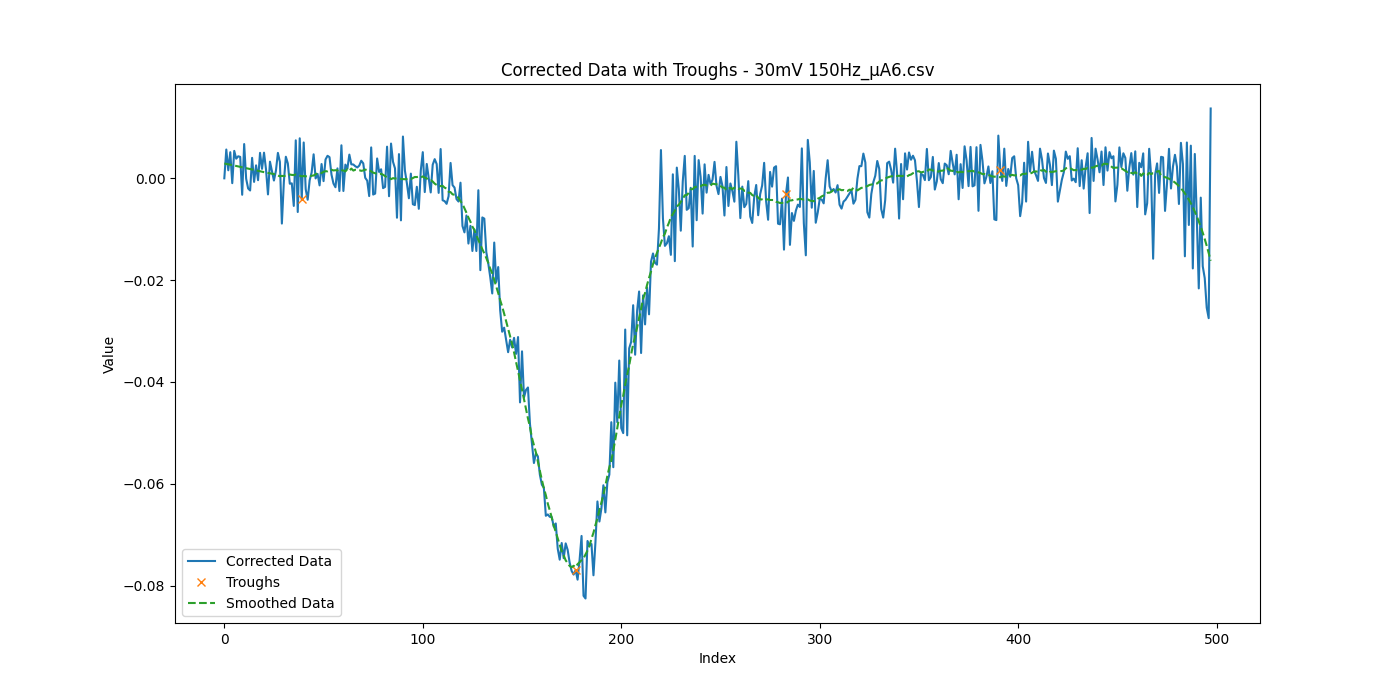 Corrected Data with Troughs - 30mV 150Hz_μA6.csv
0.00
−0.02
−0.04
−0.06
−0.08
Value
Corrected Data
Troughs
Smoothed Data
0 100 200 300 400 500
Index